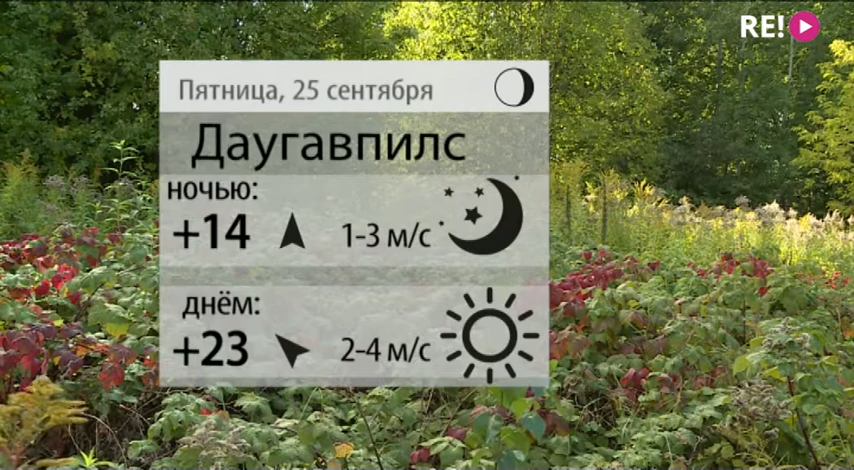 RE!
Пятница, 25 сентября
Даугавпилс
ночью:
+14 1-3 м/с
днём:
+23 2-4 м/с